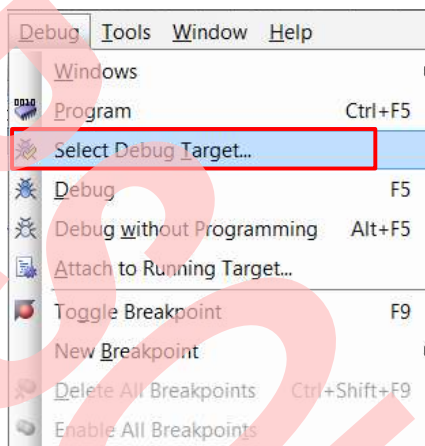 Debug Tools Window Help
Windows
Program Ctrl+F5
Select Debug Target...
Debug F5
Debug without Programming Alt+F5
Attach to Running Target...
Toggle Breakpoint F9
New Breakpoint
Delete All Breakpoints Ctrl+Shift+F9
Enable All Breakpoints